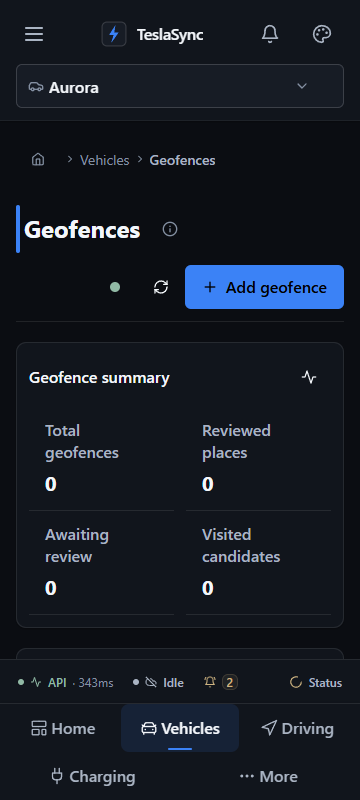 TeslaSync
Aurora
Vehicles
Geofences
Geofences
Add geofence
Geofence summary
Total geofences
0
Reviewed places
0
Awaiting review
0
Visited candidates
0
API · 343ms
Idle
2
Status
Home
Vehicles
Driving
Charging
More